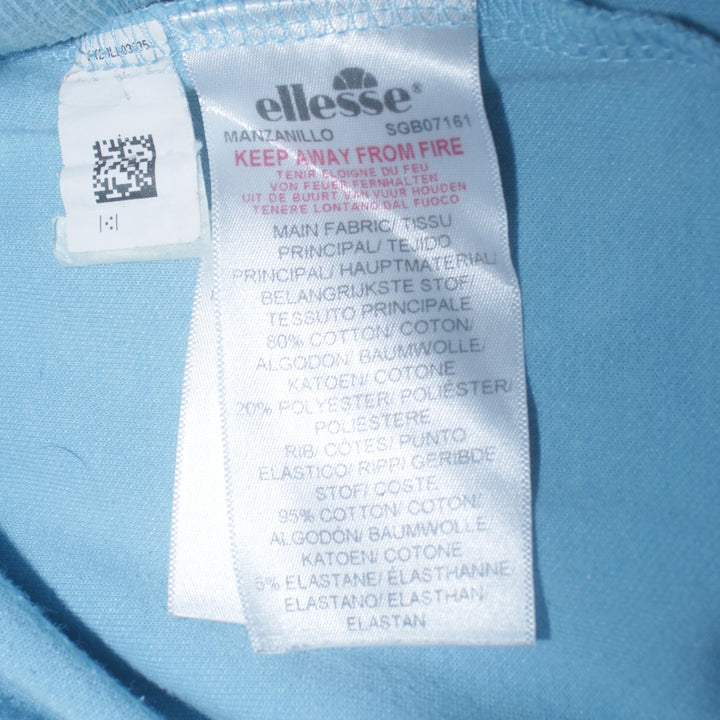 ellesse®
MANZANILLO SGB07161
KEEP AWAY FROM FIRE
TENIR ELOIGNE DU FEU
VON FEUER FERNHALTEN
UIT DE BUURT VAN VUUR HOUDEN
TENERE LONTANO DAL FUOCO
MAIN FABRIC/ TISSU
PRINCIPAL/ TEJIDO
PRINCIPAL/ HAUPTMATERIAL/
BELANGRIJKSTE STOF/
TESSUTO PRINCIPALE
80% COTTON/ COTON/
ALGODON/ BAUMWOLLE/
KATOEN/ COTONE
20% POLYESTER/ POLIÉSTER/
POLIESTERE
RIB/ CÔTES/ PUNTO
ELASTICO/ RIPP/ GERIBDE
STOF/ COSTE
95% COTTON/ COTON/
ALGODÓN/ BAUMWOLLE/
KATOEN/ COTONE
5% ELASTANE/ ÉLASTHANNE
ELASTANO/ ELASTHAN
ELASTAN